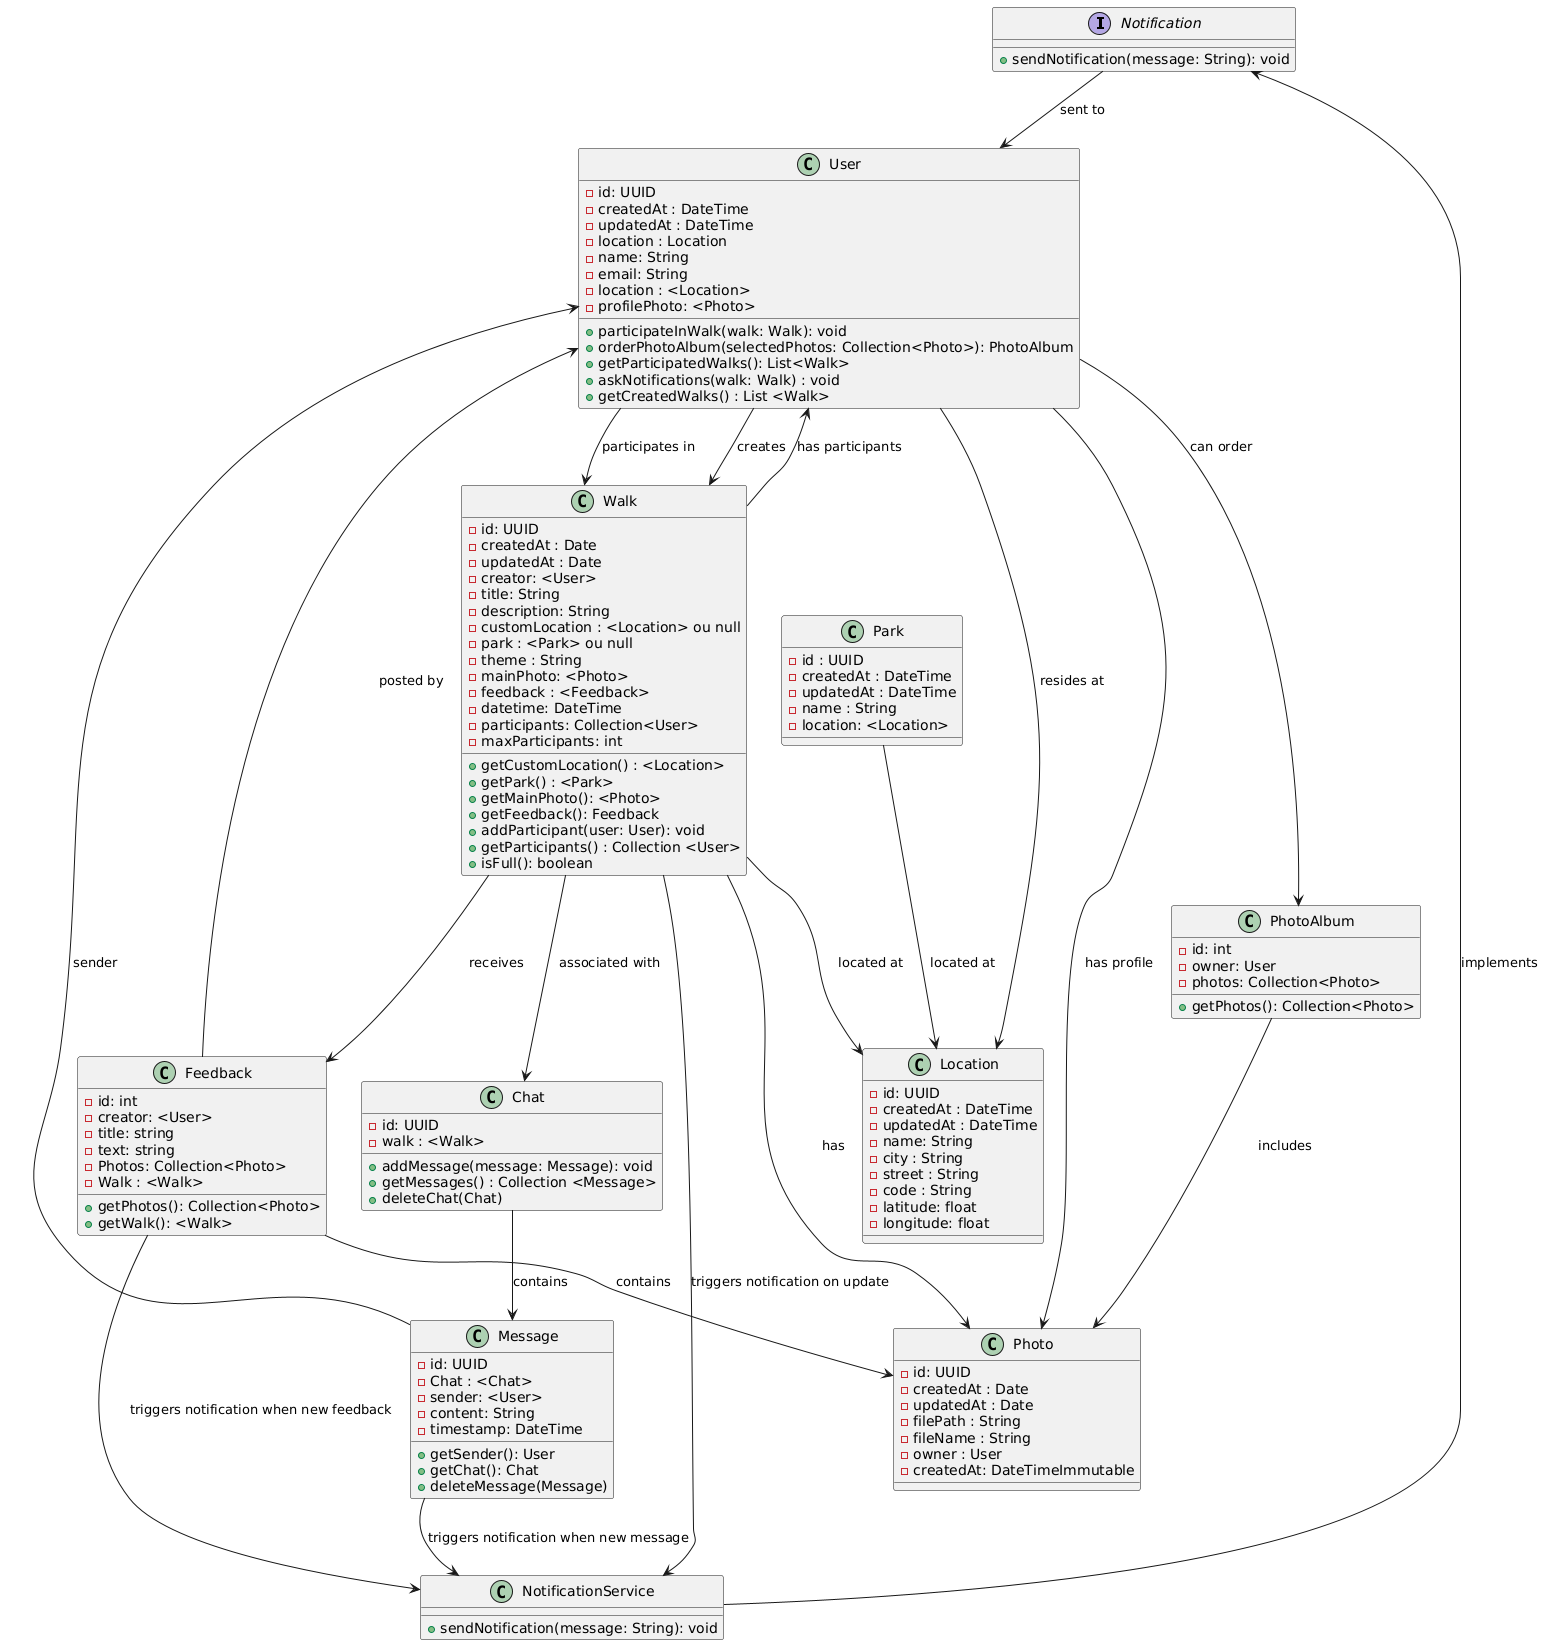 I Notification
sendNotification(message: String): void
sent to
C User
id: UUID
createdAt : DateTime
updatedAt : DateTime
location : Location
name: String
email: String
location : <Location>
profilePhoto: <Photo>
participateInWalk(walk: Walk): void
orderPhotoAlbum(selectedPhotos: Collection<Photo>): PhotoAlbum
getParticipatedWalks(): List<Walk>
askNotifications(walk: Walk) : void
getCreatedWalks() : List <Walk>
participates in
creates
has participants
can order
C Walk
id: UUID
createdAt : Date
updatedAt : Date
creator: <User>
title: String
description: String
customLocation : <Location> ou null
park : <Park> ou null
theme : String
mainPhoto: <Photo>
feedback : <Feedback>
datetime: DateTime
participants: Collection<User>
maxParticipants: int
getCustomLocation() : <Location>
getPark() : <Park>
getMainPhoto(): <Photo>
getFeedback(): Feedback
addParticipant(user: User): void
getParticipants() : Collection <User>
isFull(): boolean
C Park
id : UUID
createdAt : DateTime
updatedAt : DateTime
name : String
location: <Location>
posted by
resides at
C PhotoAlbum
id: int
owner: User
photos: Collection<Photo>
getPhotos(): Collection<Photo>
sender
receives
associated with
located at
located at
has profile
implements
C Feedback
id: int
creator: <User>
title: string
text: string
Photos: Collection<Photo>
Walk : <Walk>
getPhotos(): Collection<Photo>
getWalk(): <Walk>
C Chat
id: UUID
walk : <Walk>
addMessage(message: Message): void
getMessages() : Collection <Message>
deleteChat(Chat)
C Location
id: UUID
createdAt : DateTime
updatedAt : DateTime
name: String
city : String
street : String
code : String
latitude: float
longitude: float
has
includes
contains
contains
triggers notification on update
C Message
id: UUID
Chat : <Chat>
sender: <User>
content: String
timestamp: DateTime
getSender(): User
getChat(): Chat
deleteMessage(Message)
C Photo
id: UUID
createdAt : Date
updatedAt : Date
filePath : String
fileName : String
owner : User
createdAt: DateTimeImmutable
triggers notification when new feedback
triggers notification when new message
C NotificationService
sendNotification(message: String): void